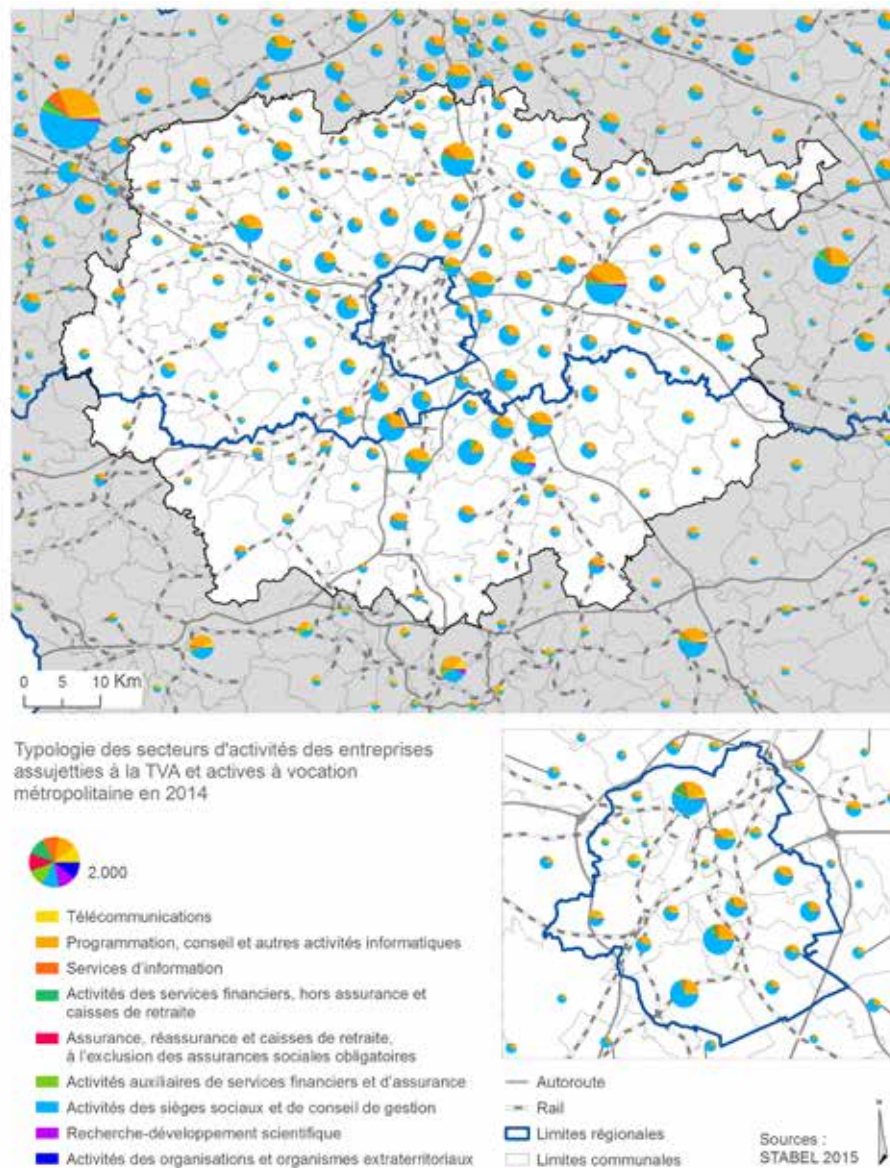 0 5 10 Km
Typologie des secteurs d'activités des entreprises
assujetties à la TVA et actives à vocation
métropolitaine en 2014
2.000
Télécommunications
Programmation, conseil et autres activités informatiques
Services d'information
Activités des services financiers, hors assurance et
caisses de retraite
Assurance, réassurance et caisses de retraite,
à l'exclusion des assurances sociales obligatoires
Activités auxiliaires de services financiers et d'assurance
Activités des sièges sociaux et de conseil de gestion
Recherche-développement scientifique
Activités des organisations et organismes extraterritoriaux
Autoroute
Rail
Limites régionales
Limites communales
Sources :
STABEL 2015